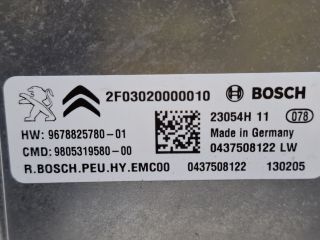 2F03020000010 BOSCH
23054H 11 078
HW: 9678825780-01 Made in Germany
CMD: 9805319580-00 0437508122 LW
R.BOSCH.PEU.HY.EMC00 0437508122 130205